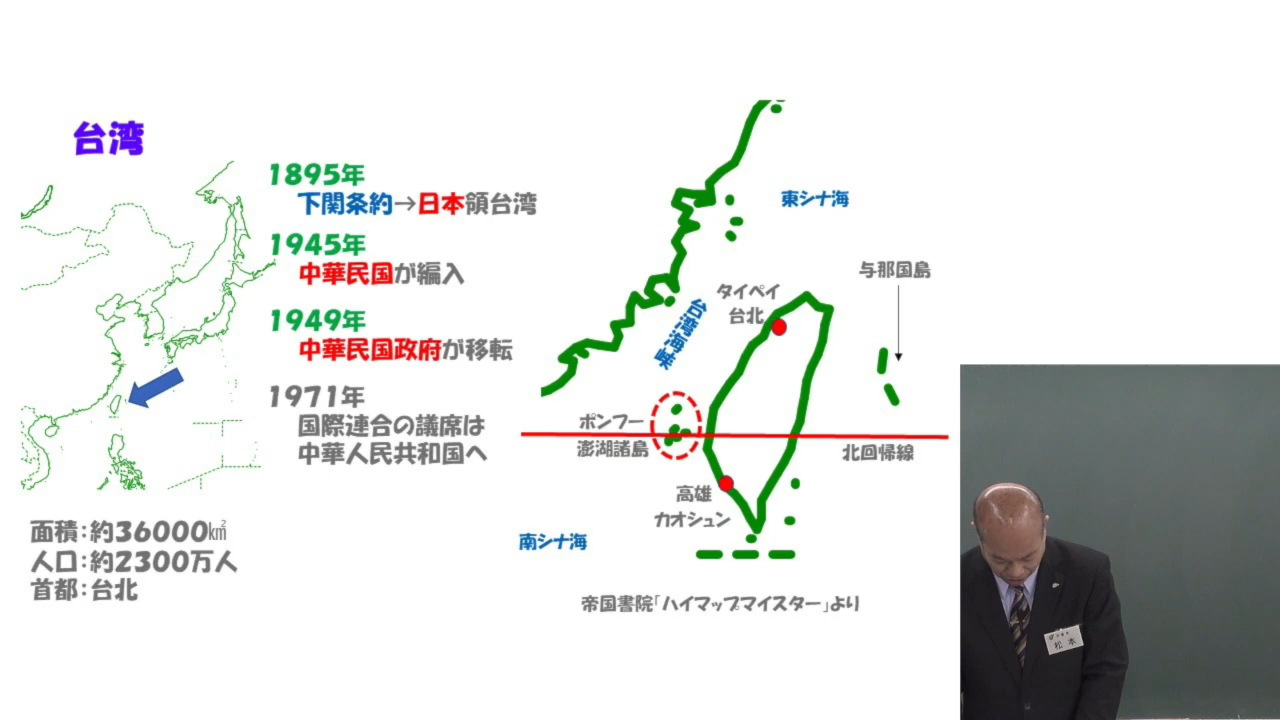 台湾
1895年
下関条約→日本領台湾
1945年
中華民国が編入
1949年
中華民国政府が移転
1971年
国際連合の議席は
中華人民共和国へ
面積:約36000㎢
人口:約2300万人
首都:台北
東シナ海
与那国島
タイペイ
台北
台湾海峡
ポンフー
澎湖諸島
北回帰線
高雄
カオシュン
南シナ海
帝国書院「ハイマップマイスター」より
松本